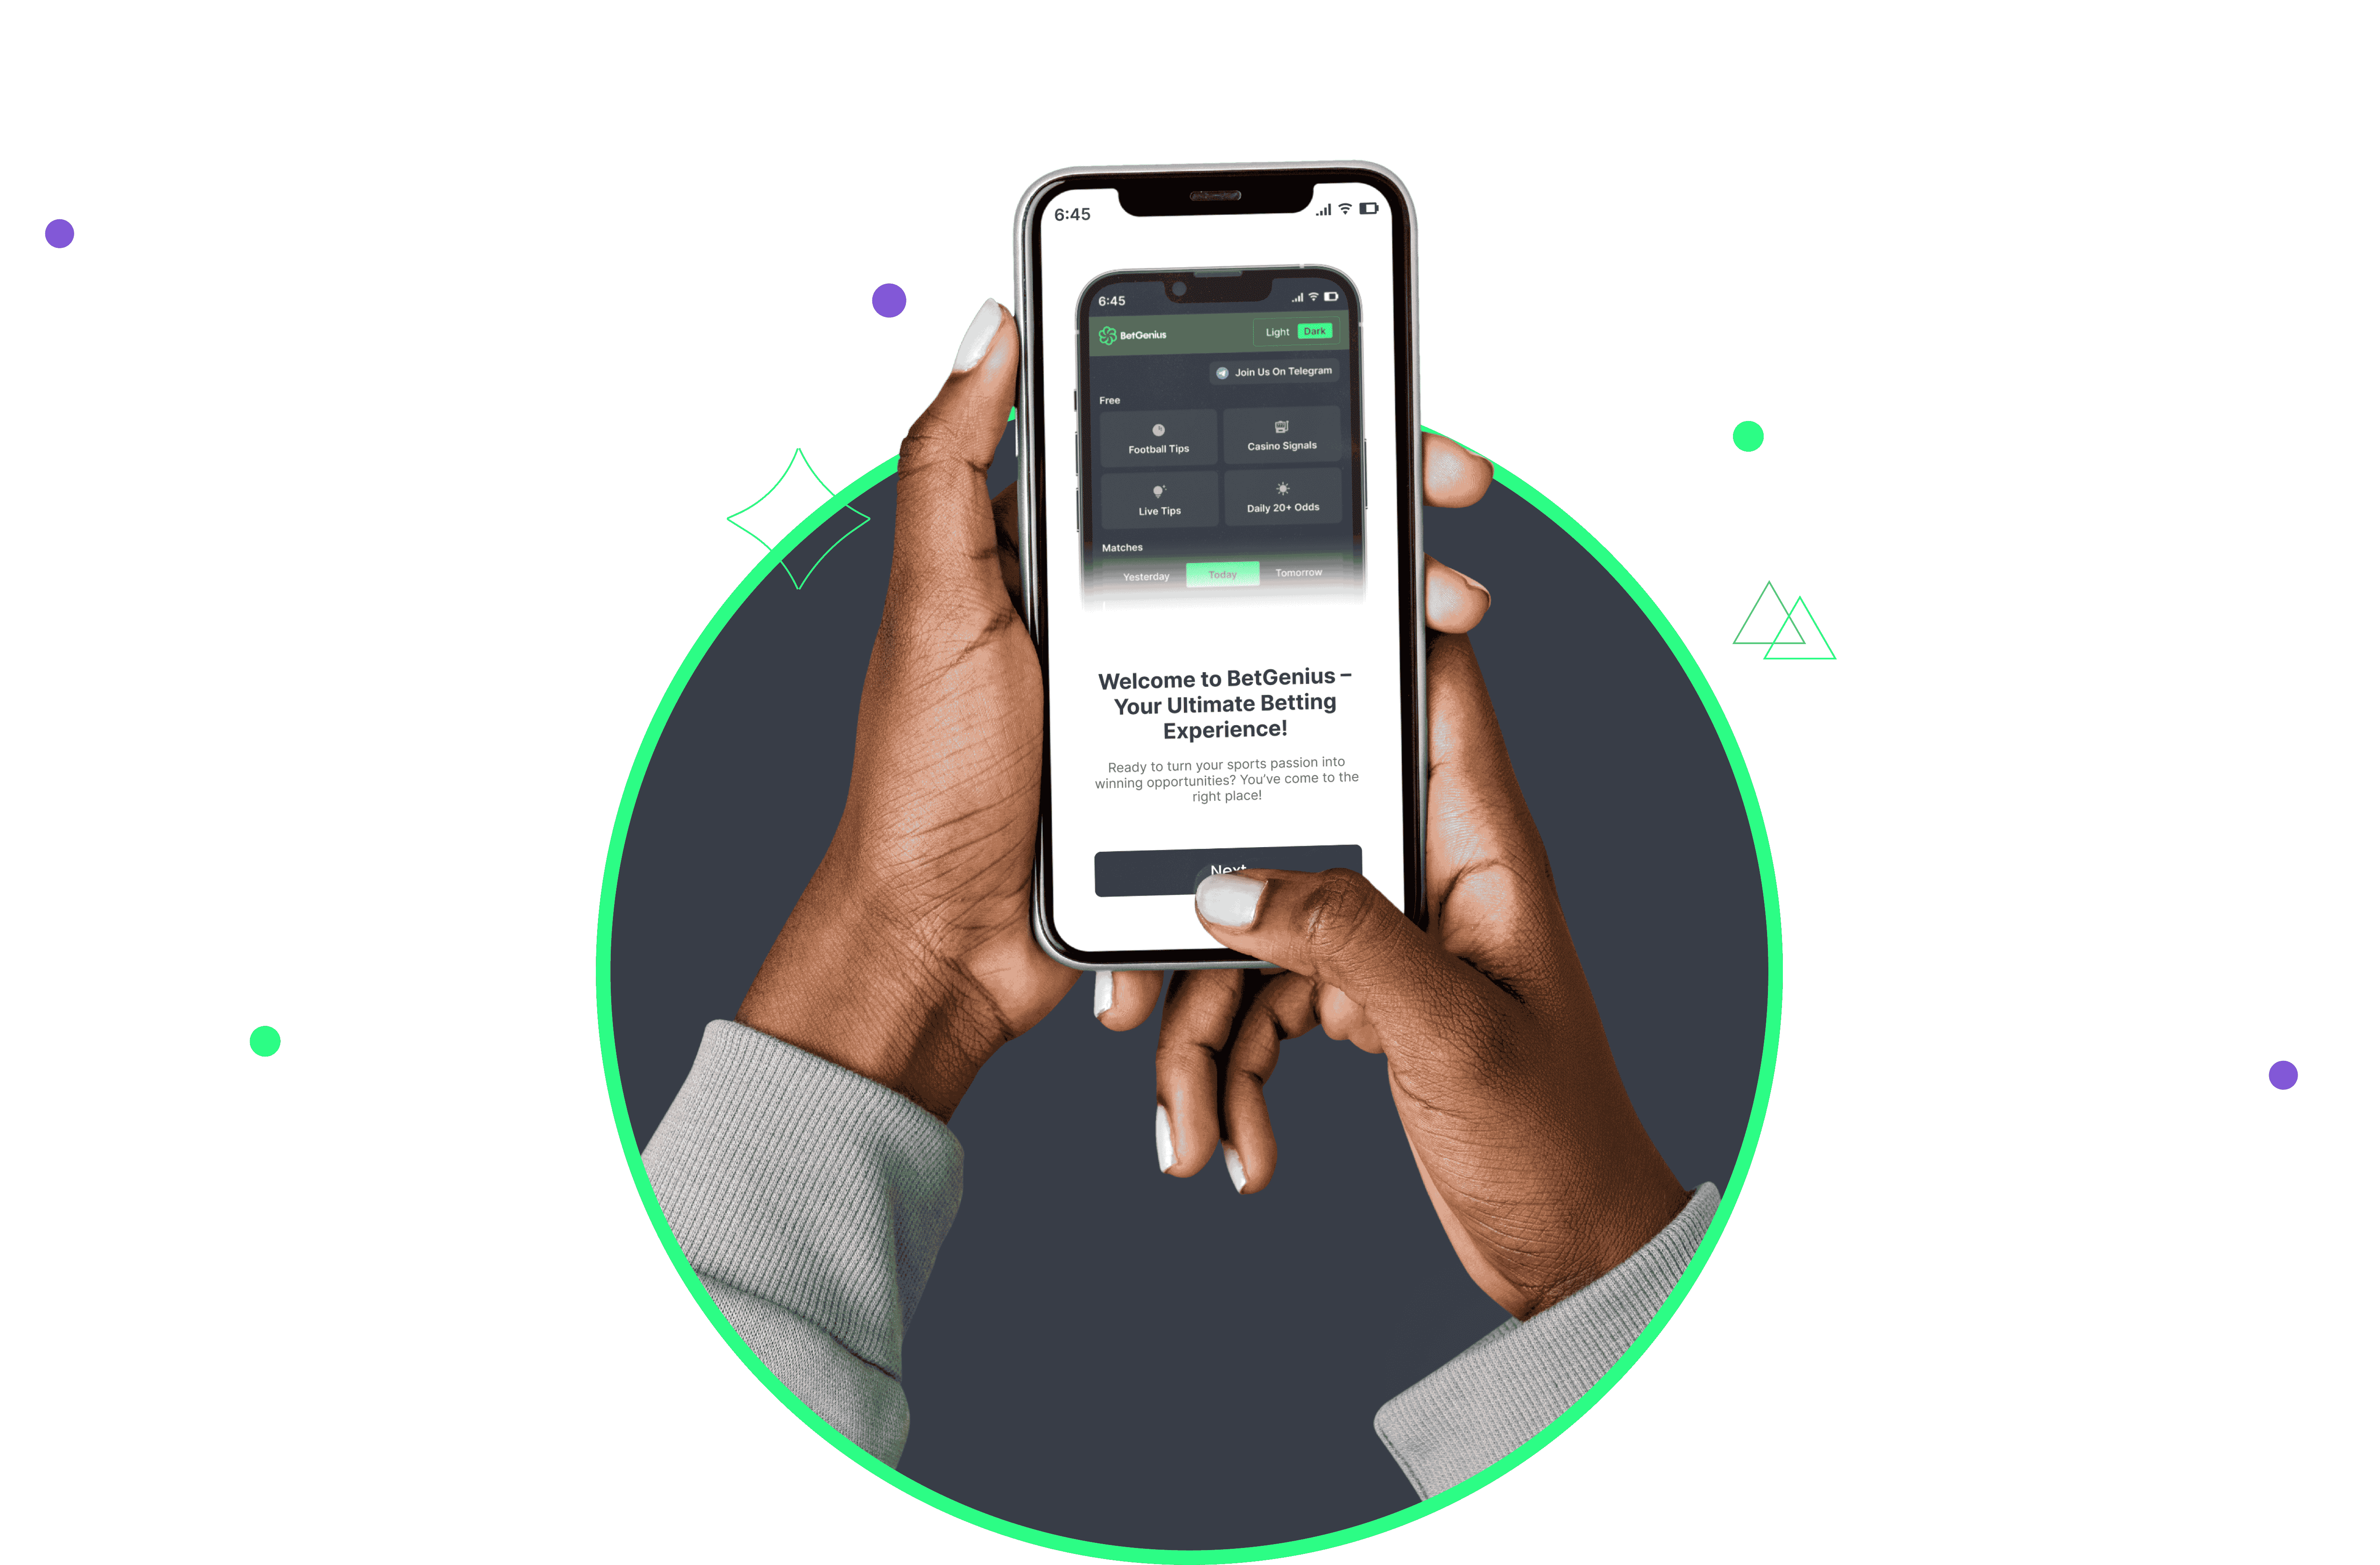 6:45
6:45
BetGenius
Light Dark
Join Us On Telegram
Free
Football Tips
Casino Signals
Live Tips
Daily 20+ Odds
Matches
Yesterday Today Tomorrow
Welcome to BetGenius –
Your Ultimate Betting
Experience!
Ready to turn your sports passion into
winning opportunities? You’ve come to the
right place!
Next